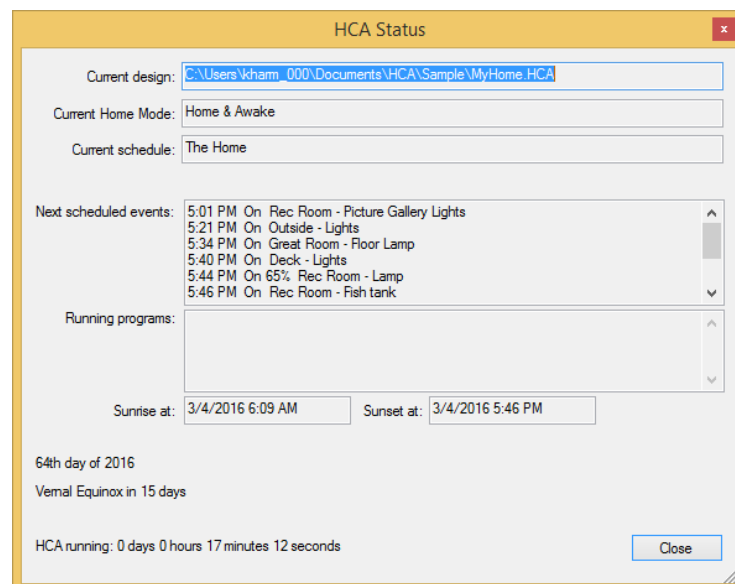 HCA Status
x
Current design: C:\Users\kharm_000\Documents\HCA\Sample\MyHome.HCA
Current Home Mode: Home & Awake
Current schedule: The Home
Next scheduled events: 5:01 PM On Rec Room - Picture Gallery Lights
5:21 PM On Outside - Lights
5:34 PM On Great Room - Floor Lamp
5:40 PM On Deck - Lights
5:44 PM On 65% Rec Room - Lamp
5:46 PM On Rec Room - Fish tank
Running programs:
Sunrise at: 3/4/2016 6:09 AM Sunset at: 3/4/2016 5:46 PM
64th day of 2016
Vernal Equinox in 15 days
HCA running: 0 days 0 hours 17 minutes 12 seconds Close